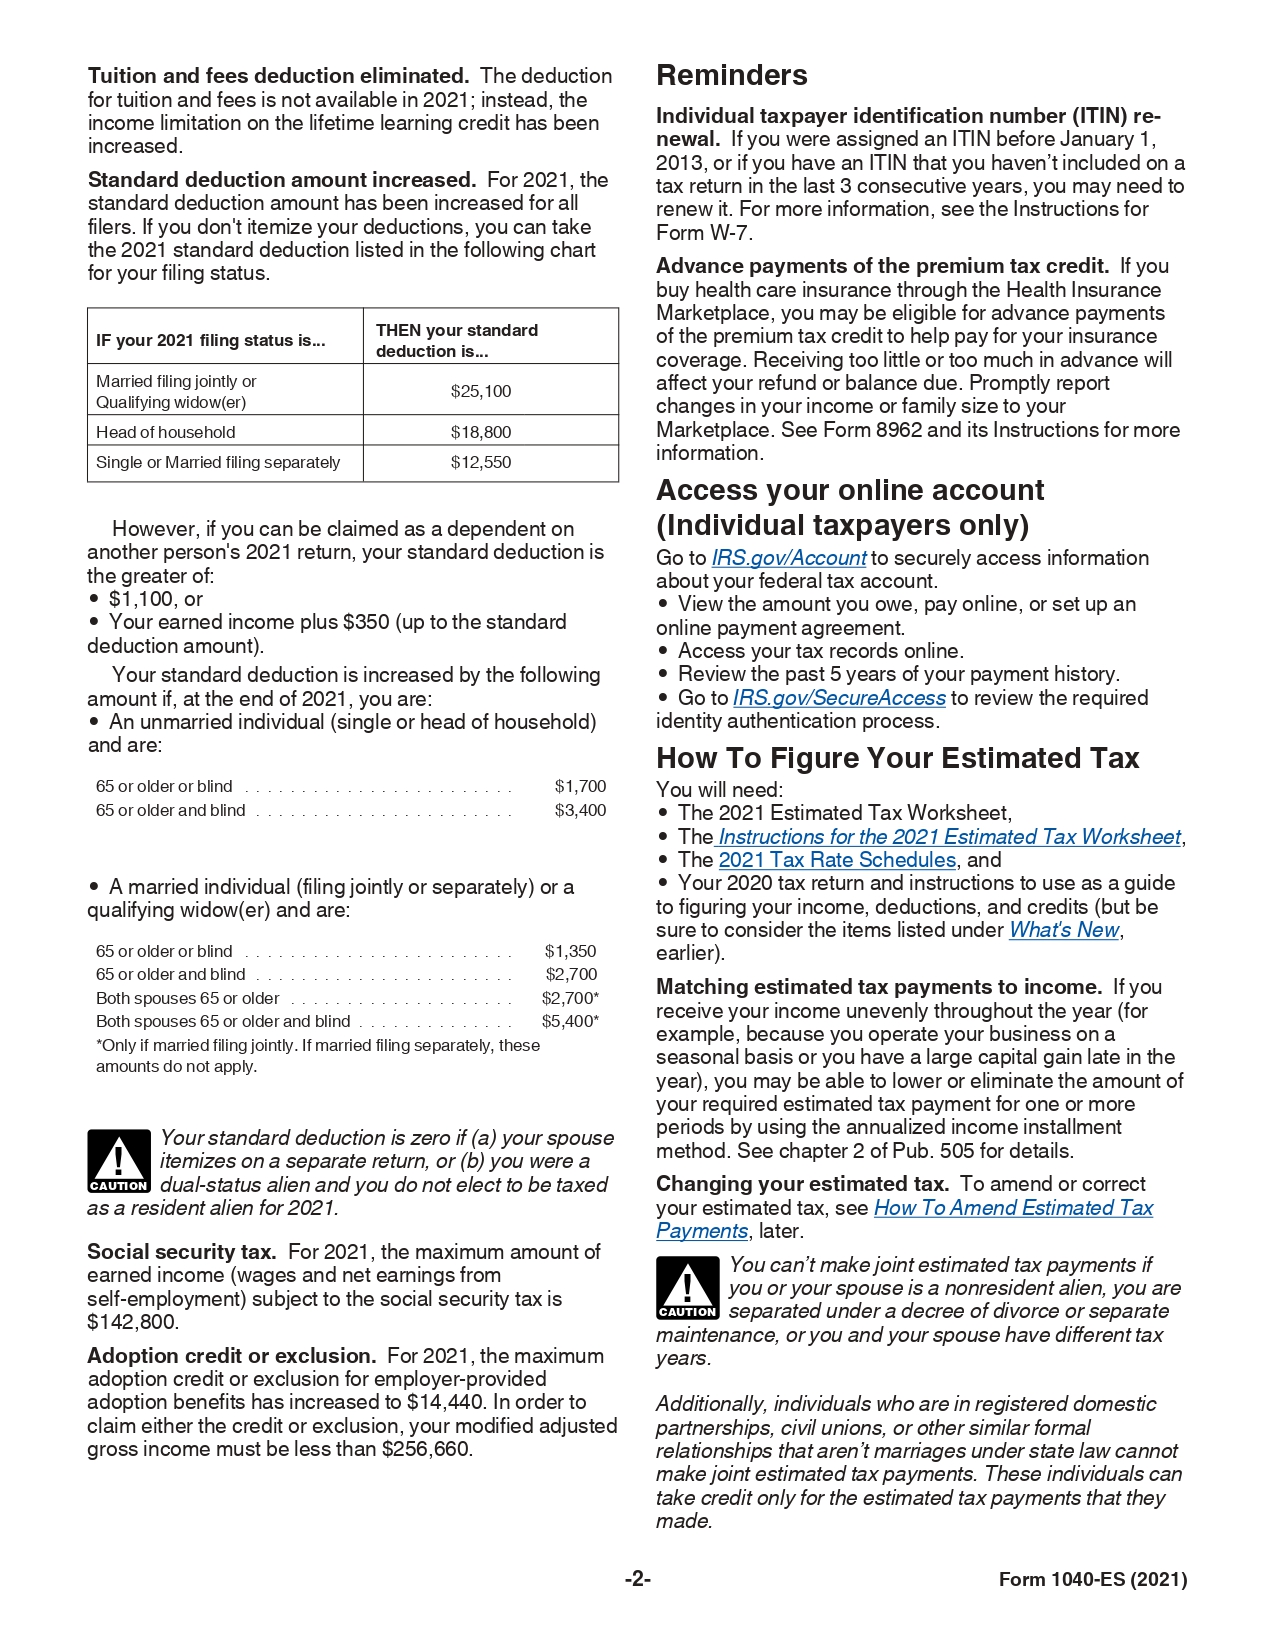 Tuition and fees deduction eliminated. The deduction
for tuition and fees is not available in 2021; instead, the
income limitation on the lifetime learning credit has been
increased.
Standard deduction amount increased. For 2021, the
standard deduction amount has been increased for all
filers. If you don't itemize your deductions, you can take
the 2021 standard deduction listed in the following chart
for your filing status.
IF your 2021 filing status is... THEN your standard
deduction is...
Married filing jointly or
Qualifying widow(er) $25,100
Head of household $18,800
Single or Married filing separately $12,550
However, if you can be claimed as a dependent on
another person's 2021 return, your standard deduction is
the greater of:
• $1,100, or
• Your earned income plus $350 (up to the standard
deduction amount).
Your standard deduction is increased by the following
amount if, at the end of 2021, you are:
• An unmarried individual (single or head of household)
and are:
65 or older or blind . . . . . . . . . . . . . . . . . . . . . . . . $1,700
65 or older and blind . . . . . . . . . . . . . . . . . . . . . . . $3,400
• A married individual (filing jointly or separately) or a
qualifying widow(er) and are:
65 or older or blind . . . . . . . . . . . . . . . . . . . . . . . . $1,350
65 or older and blind . . . . . . . . . . . . . . . . . . . . . . . $2,700
Both spouses 65 or older . . . . . . . . . . . . . . . . . . . . $2,700*
Both spouses 65 or older and blind . . . . . . . . . . . . . . $5,400*
*Only if married filing jointly. If married filing separately, these
amounts do not apply.
CAUTION
Your standard deduction is zero if (a) your spouse
itemizes on a separate return, or (b) you were a
dual-status alien and you do not elect to be taxed
as a resident alien for 2021.
Social security tax. For 2021, the maximum amount of
earned income (wages and net earnings from
self-employment) subject to the social security tax is
$142,800.
Adoption credit or exclusion. For 2021, the maximum
adoption credit or exclusion for employer-provided
adoption benefits has increased to $14,440. In order to
claim either the credit or exclusion, your modified adjusted
gross income must be less than $256,660.
Reminders
Individual taxpayer identification number (ITIN) re-
newal. If you were assigned an ITIN before January 1,
2013, or if you have an ITIN that you haven’t included on a
tax return in the last 3 consecutive years, you may need to
renew it. For more information, see the Instructions for
Form W-7.
Advance payments of the premium tax credit. If you
buy health care insurance through the Health Insurance
Marketplace, you may be eligible for advance payments
of the premium tax credit to help pay for your insurance
coverage. Receiving too little or too much in advance will
affect your refund or balance due. Promptly report
changes in your income or family size to your
Marketplace. See Form 8962 and its Instructions for more
information.
Access your online account
(Individual taxpayers only)
Go to IRS.gov/Account to securely access information
about your federal tax account.
• View the amount you owe, pay online, or set up an
online payment agreement.
• Access your tax records online.
• Review the past 5 years of your payment history.
• Go to IRS.gov/SecureAccess to review the required
identity authentication process.
How To Figure Your Estimated Tax
You will need:
• The 2021 Estimated Tax Worksheet,
• The Instructions for the 2021 Estimated Tax Worksheet,
• The 2021 Tax Rate Schedules, and
• Your 2020 tax return and instructions to use as a guide
to figuring your income, deductions, and credits (but be
sure to consider the items listed under What's New,
earlier).
Matching estimated tax payments to income. If you
receive your income unevenly throughout the year (for
example, because you operate your business on a
seasonal basis or you have a large capital gain late in the
year), you may be able to lower or eliminate the amount of
your required estimated tax payment for one or more
periods by using the annualized income installment
method. See chapter 2 of Pub. 505 for details.
Changing your estimated tax. To amend or correct
your estimated tax, see How To Amend Estimated Tax
Payments, later.
CAUTION
You can’t make joint estimated tax payments if
you or your spouse is a nonresident alien, you are
separated under a decree of divorce or separate
maintenance, or you and your spouse have different tax
years.
Additionally, individuals who are in registered domestic
partnerships, civil unions, or other similar formal
relationships that aren’t marriages under state law cannot
make joint estimated tax payments. These individuals can
take credit only for the estimated tax payments that they
made.
-2-
Form 1040-ES (2021)